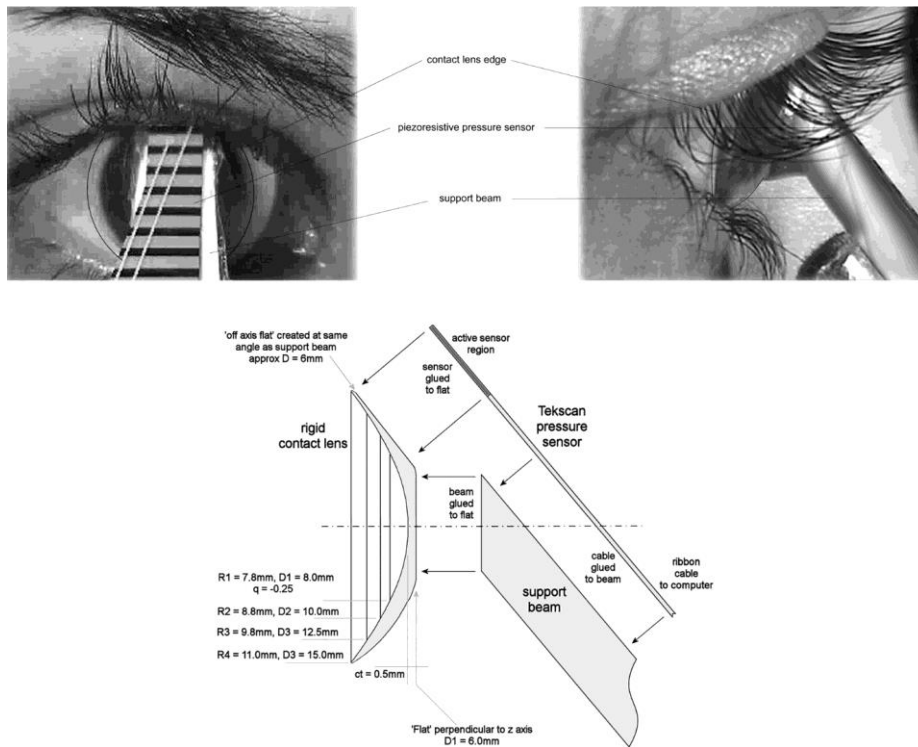 contact lens edge
piezoresistive pressure sensor
support beam
'off axis flat' created at same
angle as support beam
approx D = 6mm
active sensor
region
sensor
glued
to flat
Tekscan
pressure
sensor
rigid
contact lens
beam
glued
to flat
cable
glued
to beam
ribbon
cable
to computer
support
beam
R1 = 7.8mm, D1 = 8.0mm
q = -0.25
R2 = 8.8mm, D2 = 10.0mm
R3 = 9.8mm, D3 = 12.5mm
R4 = 11.0mm, D3 = 15.0mm
ct = 0.5mm
'Flat' perpendicular to z axis
D1 = 6.0mm